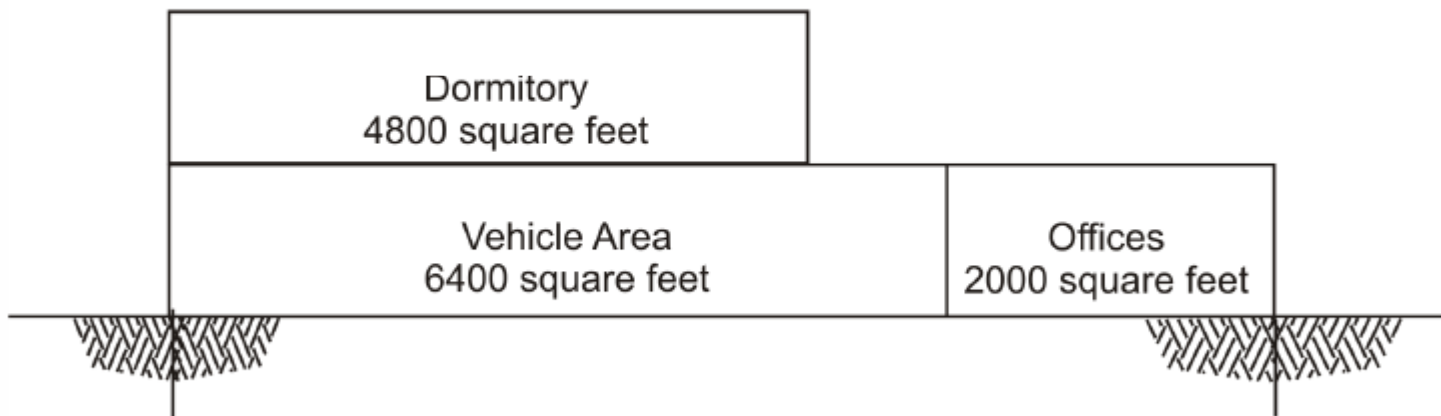 Dormitory
4800 square feet
Vehicle Area
6400 square feet
Offices
2000 square feet